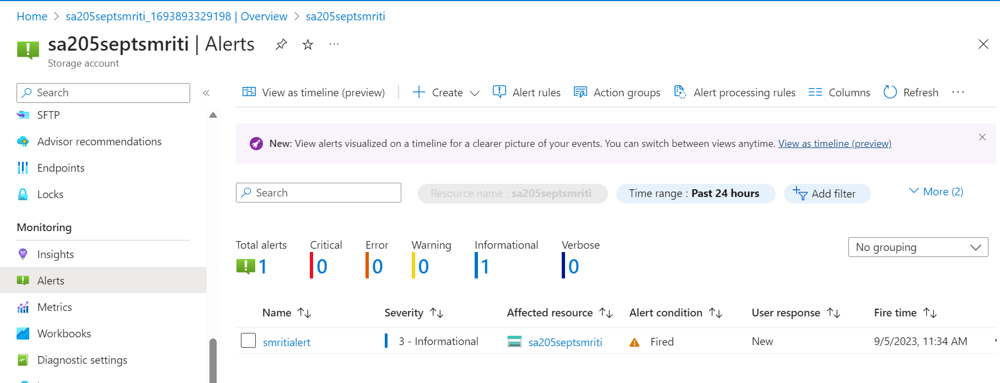 Home > sa205septsmriti_1693893329198 | Overview > sa205septsmriti
sa205septsmriti | Alerts
Storage account
Search
SFTP
Advisor recommendations
Endpoints
Locks
Monitoring
Insights
Alerts
Metrics
Workbooks
Diagnostic settings
View as timeline (preview) Create Alert rules Action groups Alert processing rules Columns Refresh
New: View alerts visualized on a timeline for a clearer picture of your events. You can switch between views anytime. View as timeline (preview)
Search Resource name : sa205septsmriti Time range : Past 24 hours Add filter More (2)
Total alerts Critical Error Warning Informational Verbose
1 0 0 0 1 0
No grouping
Name Severity Affected resource Alert condition User response Fire time
smritialert 3 - Informational sa205septsmriti Fired New 9/5/2023, 11:34 AM